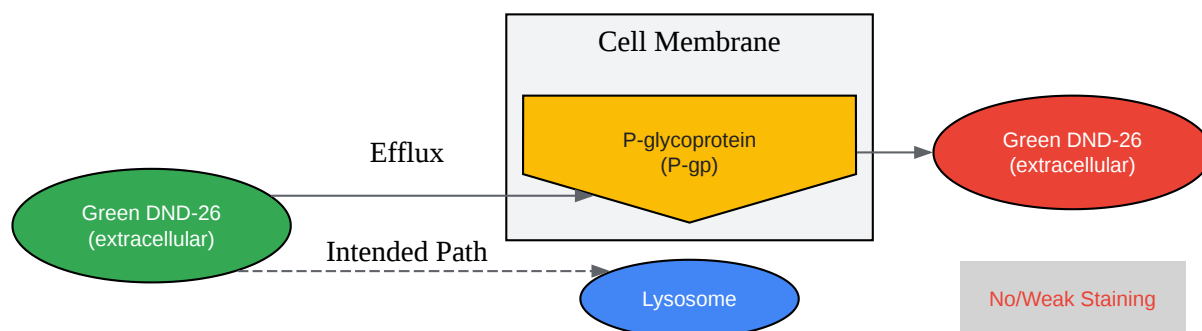 Cell Membrane
P-glycoprotein
(P-gp)
Green DND-26
(extracellular)
Efflux
Green DND-26
(extracellular)
Intended Path
Lysosome
No/Weak Staining